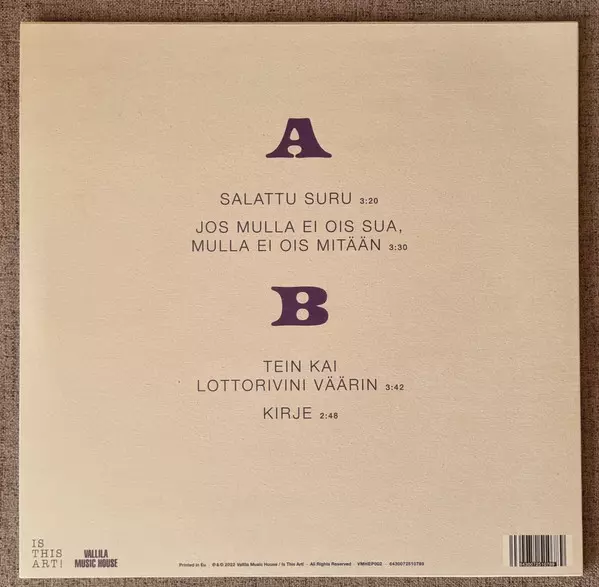 A
SALATTU SURU 3:20
JOS MULLA EI OIS SUA,
MULLA EI OIS MITÄÄN 3:30
B
TEIN KAI
LOTTORIVINI VÄÄRIN 3:42
KIRJE 2:48
IS
THIS
ART!
VALLILA
MUSIC HOUSE
Printed in Eu ℗ & © 2022 Vallila Music House / Is This Art! - All Rights Reserved - VMHEP002 - 6430072510789
6430072510789